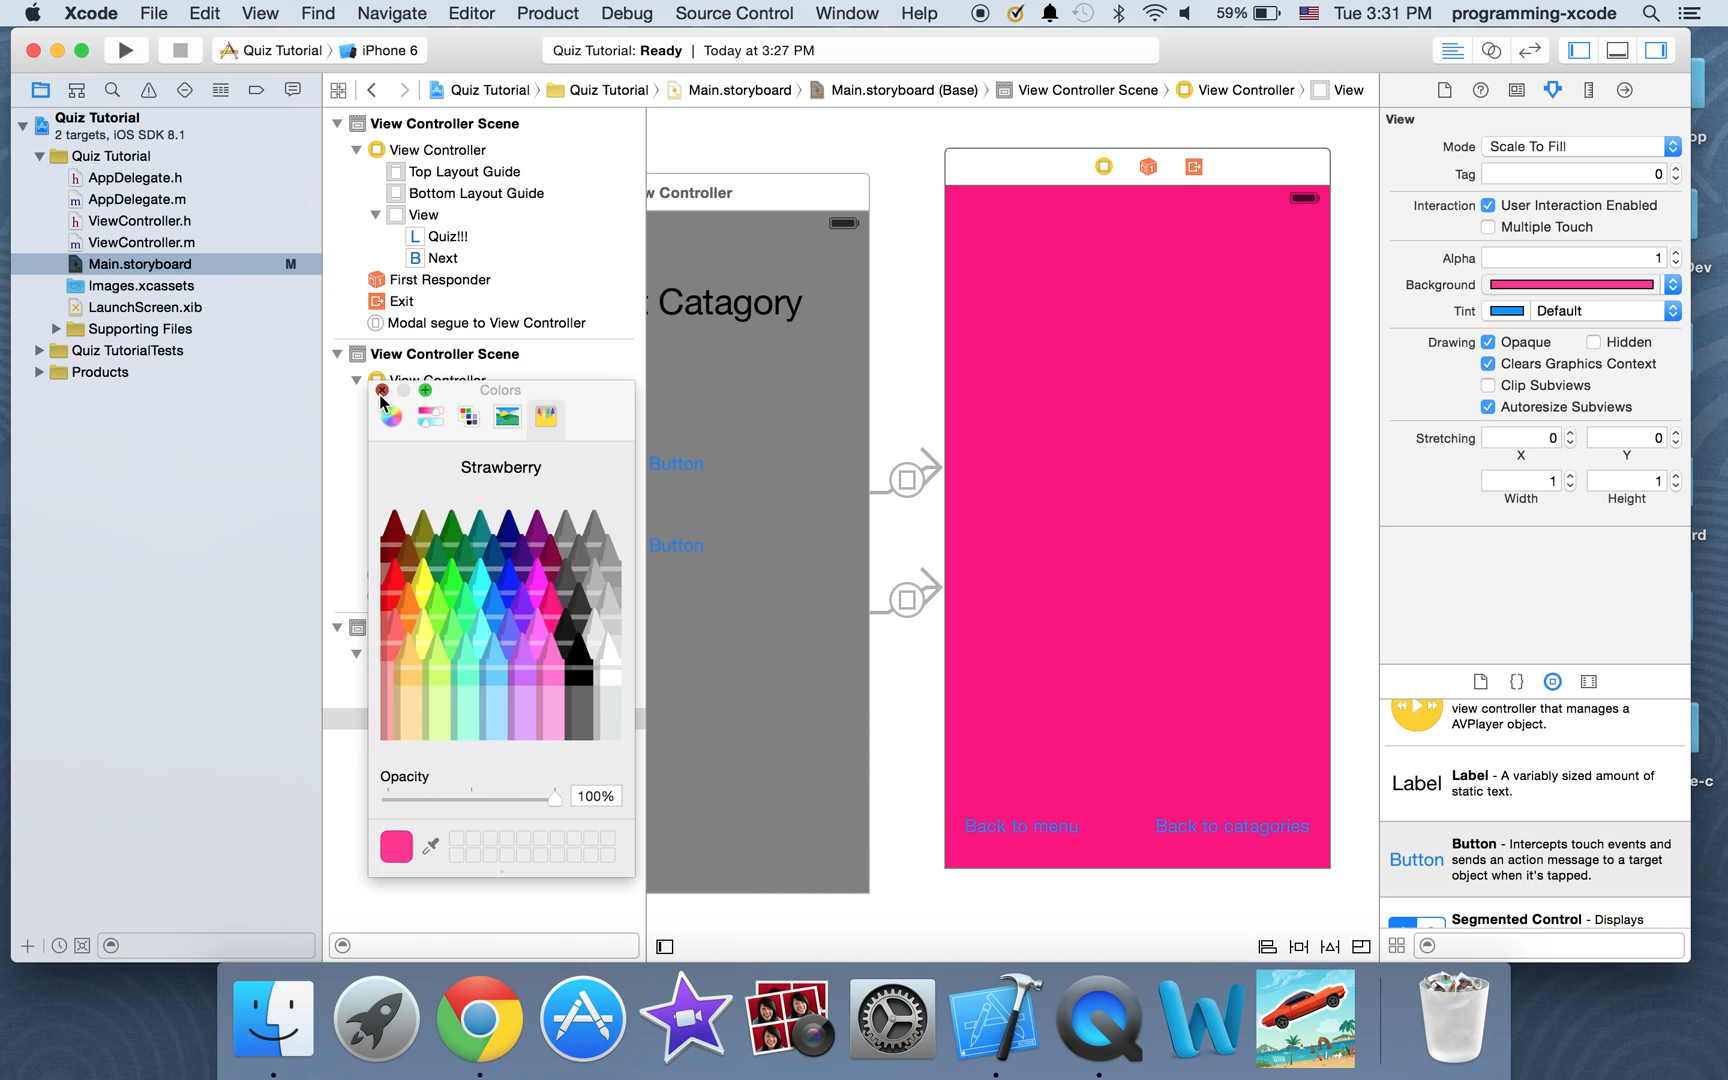 Xcode File Edit View Find Navigate Editor Product Debug Source Control Window Help 59% Tue 3:31 PM programming-xcode
Quiz Tutorial iPhone 6
Quiz Tutorial: Ready | Today at 3:27 PM
Quiz Tutorial Quiz Tutorial Main.storyboard Main.storyboard (Base) View Controller Scene View Controller View
Quiz Tutorial
2 targets, iOS SDK 8.1
Quiz Tutorial
h AppDelegate.h
m AppDelegate.m
h ViewController.h
m ViewController.m
Main.storyboard M
Images.xcassets
LaunchScreen.xib
Supporting Files
Quiz TutorialTests
Products
View Controller Scene
View Controller
Top Layout Guide
Bottom Layout Guide
View
L Quiz!!!
B Next
First Responder
Exit
Modal segue to View Controller
View Controller Scene
View Controller
Colors
Strawberry
Opacity
100%
w Controller
t Catagory
Button
Button
Back to menu
Back to catagories
View
Mode Scale To Fill
Tag 0
Interaction User Interaction Enabled
Multiple Touch
Alpha 1
Background
Tint Default
Drawing Opaque Hidden
Clears Graphics Context
Clip Subviews
Autoresize Subviews
Stretching 0 0
X Y
1 1
Width Height
{}
view controller that manages a
AVPlayer object.
Label Label - A variably sized amount of
static text.
Button Button - Intercepts touch events and
sends an action message to a target
object when it's tapped.
Segmented Control - Displays
op
Dev
rd
e-c